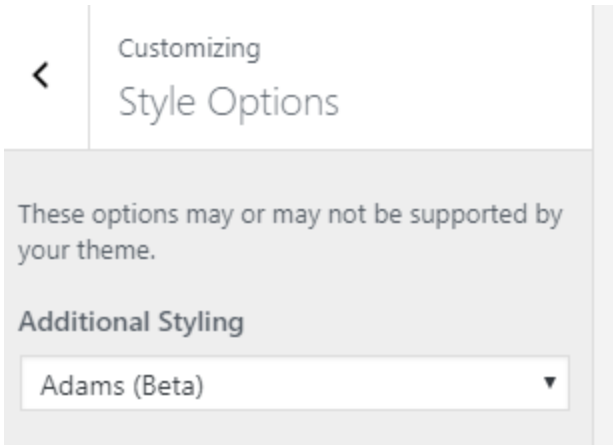 Customizing
Style Options
These options may or may not be supported by
your theme.
Additional Styling
Adams (Beta)